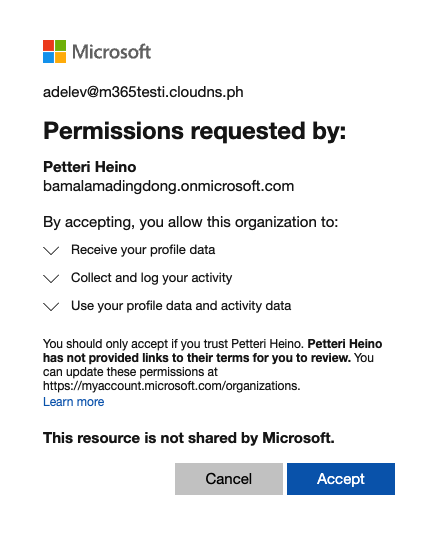 Microsoft
adelev@m365testi.cloudns.ph
Permissions requested by:
Petteri Heino
bamalamadingdong.onmicrosoft.com
By accepting, you allow this organization to:
Receive your profile data
Collect and log your activity
Use your profile data and activity data
You should only accept if you trust Petteri Heino. Petteri Heino
has not provided links to their terms for you to review. You
can update these permissions at
https://myaccount.microsoft.com/organizations.
Learn more
This resource is not shared by Microsoft.
Cancel
Accept